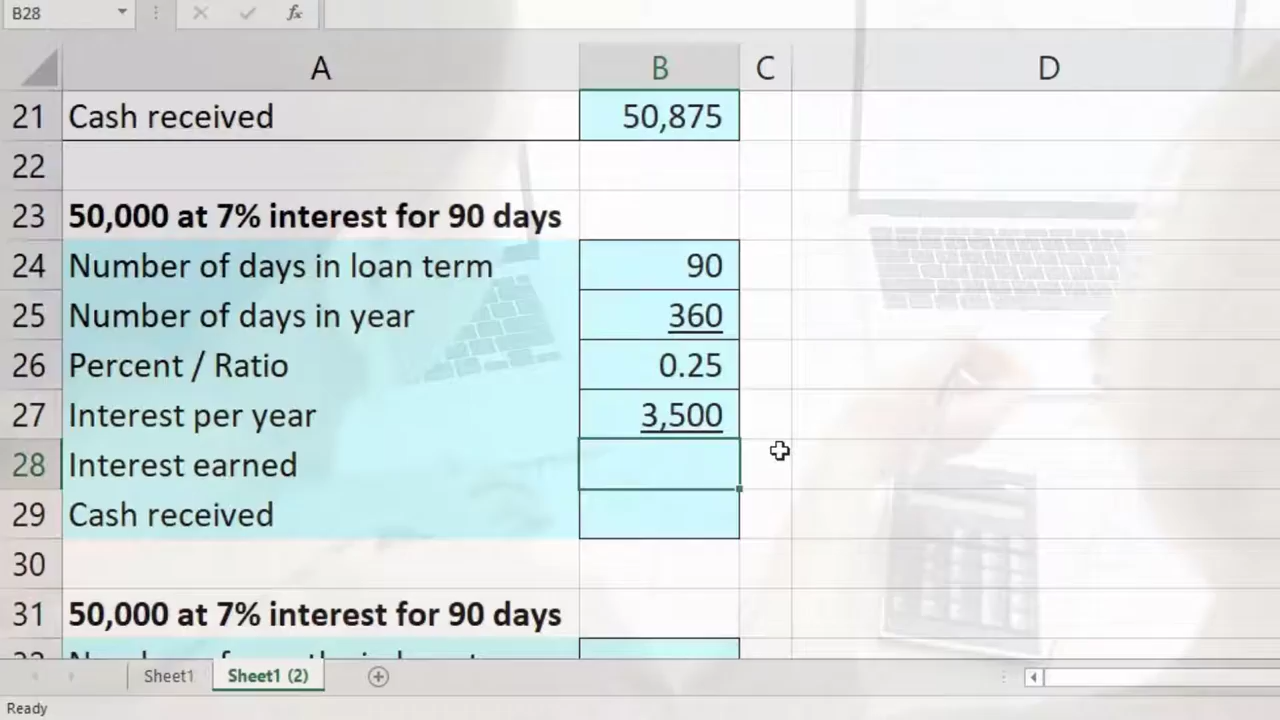 B28 fx
A B C D
21 Cash received 50,875
22
23 50,000 at 7% interest for 90 days
24 Number of days in loan term 90
25 Number of days in year 360
26 Percent / Ratio 0.25
27 Interest per year 3,500
28 Interest earned
29 Cash received
30
31 50,000 at 7% interest for 90 days
Sheet1 Sheet1 (2)
Ready